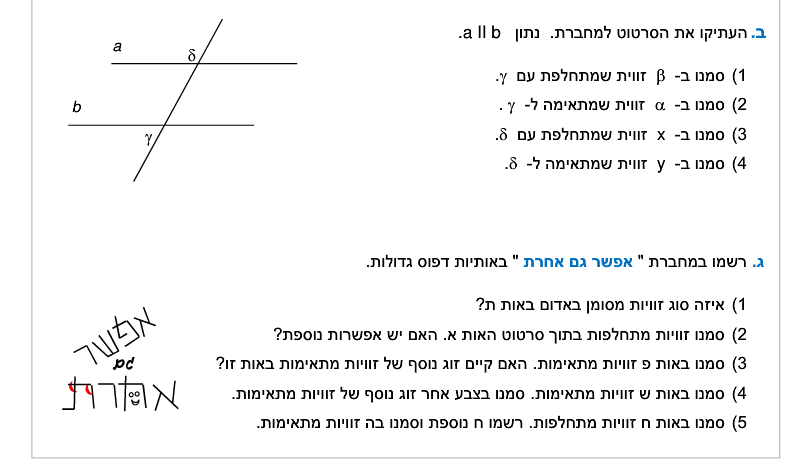 ב. העתיקו את הסרטוט למחברת. נתון a ll b.
1) סמנו ב- β זווית שמתחלפת עם γ.
2) סמנו ב- α זווית שמתאימה ל- γ .
3) סמנו ב- x זווית שמתחלפת עם δ.
4) סמנו ב- y זווית שמתאימה ל- δ.
a
δ
b
γ
ג. רשמו במחברת " אפשר גם אחרת " באותיות דפוס גדולות.
1) איזה סוג זוויות מסומן באדום באות ת?
2) סמנו זוויות מתחלפות בתוך סרטוט האות א. האם יש אפשרות נוספת?
3) סמנו באות פ זוויות מתאימות. האם קיים זוג נוסף של זוויות מתאימות באות זו?
4) סמנו באות ש זוויות מתאימות. סמנו בצבע אחר זוג נוסף של זוויות מתאימות.
5) סמנו באות ח זוויות מתחלפות. רשמו ח נוספת וסמנו בה זוויות מתאימות.
אפשר
גם
אחרת